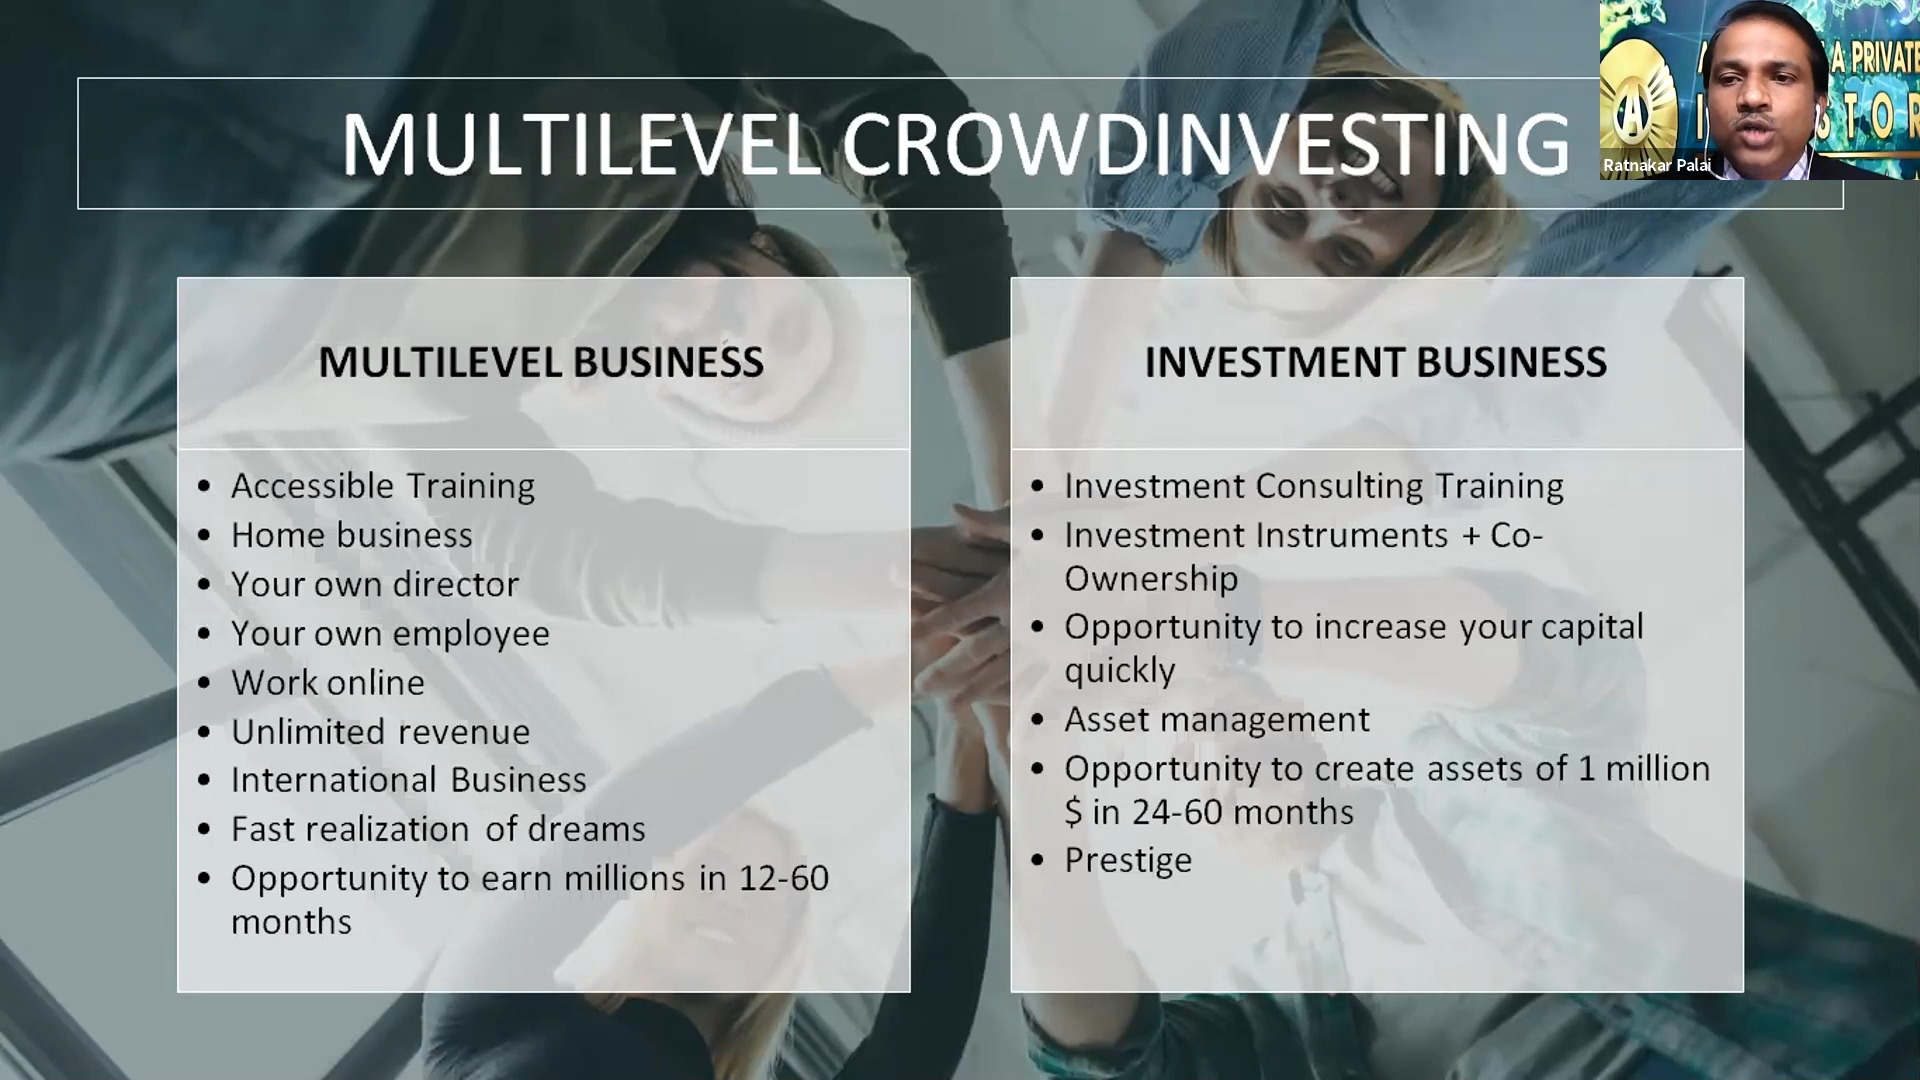 MULTILEVEL CROWDINVESTING
A PRIVATE
S T O R
Ratnakar Palai
MULTILEVEL BUSINESS
• Accessible Training
• Home business
• Your own director
• Your own employee
• Work online
• Unlimited revenue
• International Business
• Fast realization of dreams
• Opportunity to earn millions in 12-60
months
INVESTMENT BUSINESS
• Investment Consulting Training
• Investment Instruments + Co-
Ownership
• Opportunity to increase your capital
quickly
• Asset management
• Opportunity to create assets of 1 million
$ in 24-60 months
• Prestige